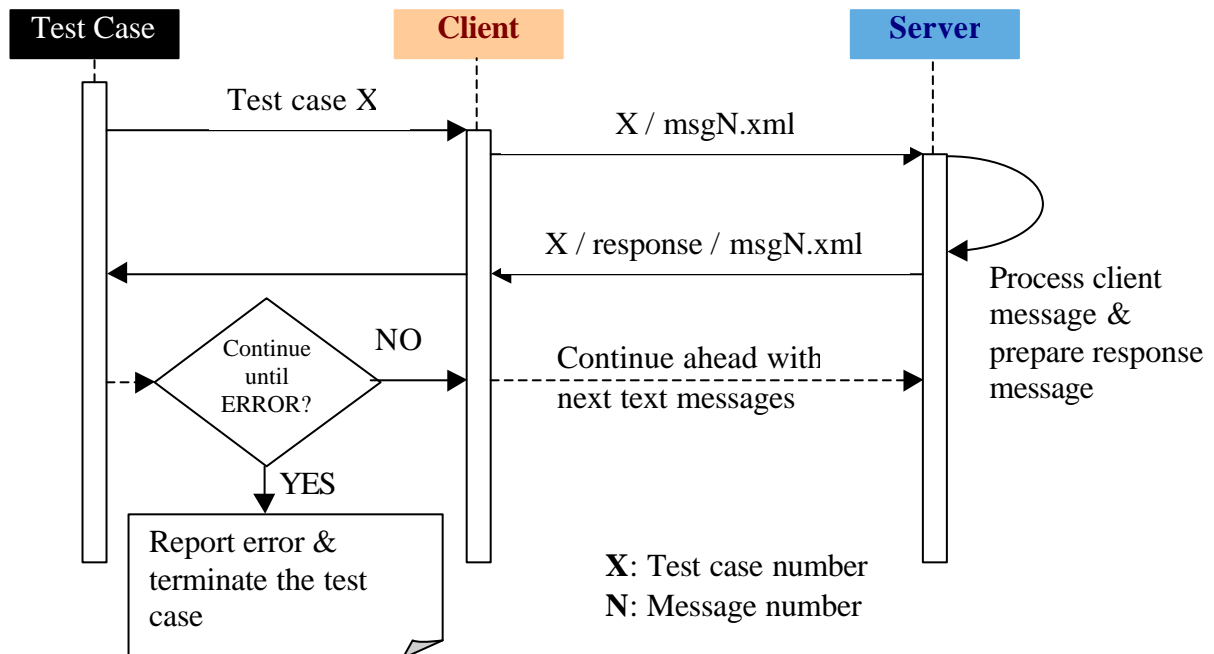 Test Case
Client
Server
Test case X
X / msgN.xml
X / response / msgN.xml
Process client
message &
prepare response
message
Continue
until
ERROR?
NO
Continue ahead with
next text messages
YES
Report error &
terminate the test
case
X: Test case number
N: Message number